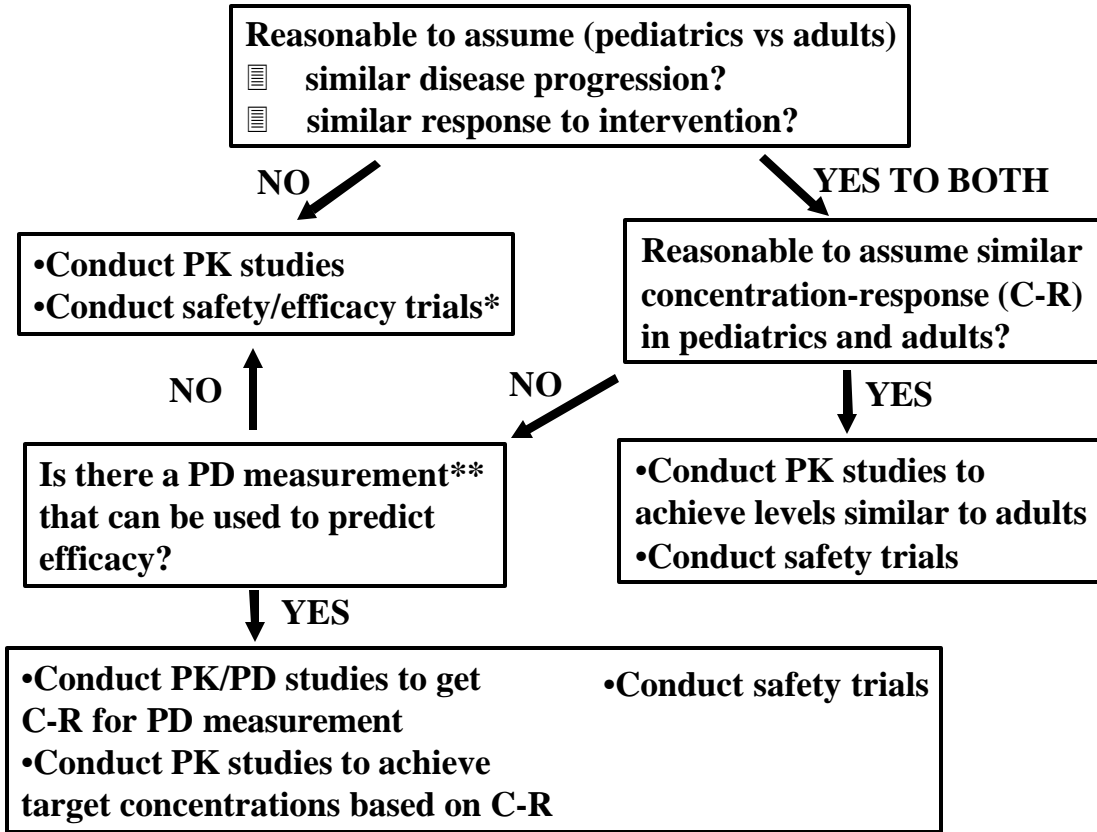 Reasonable to assume (pediatrics vs adults)
similar disease progression?
similar response to intervention?
NO
YES TO BOTH
•Conduct PK studies
•Conduct safety/efficacy trials*
Reasonable to assume similar
concentration-response (C-R)
in pediatrics and adults?
NO
NO
YES
Is there a PD measurement**
that can be used to predict
efficacy?
•Conduct PK studies to
achieve levels similar to adults
•Conduct safety trials
YES
•Conduct PK/PD studies to get
C-R for PD measurement
•Conduct PK studies to achieve
target concentrations based on C-R
•Conduct safety trials